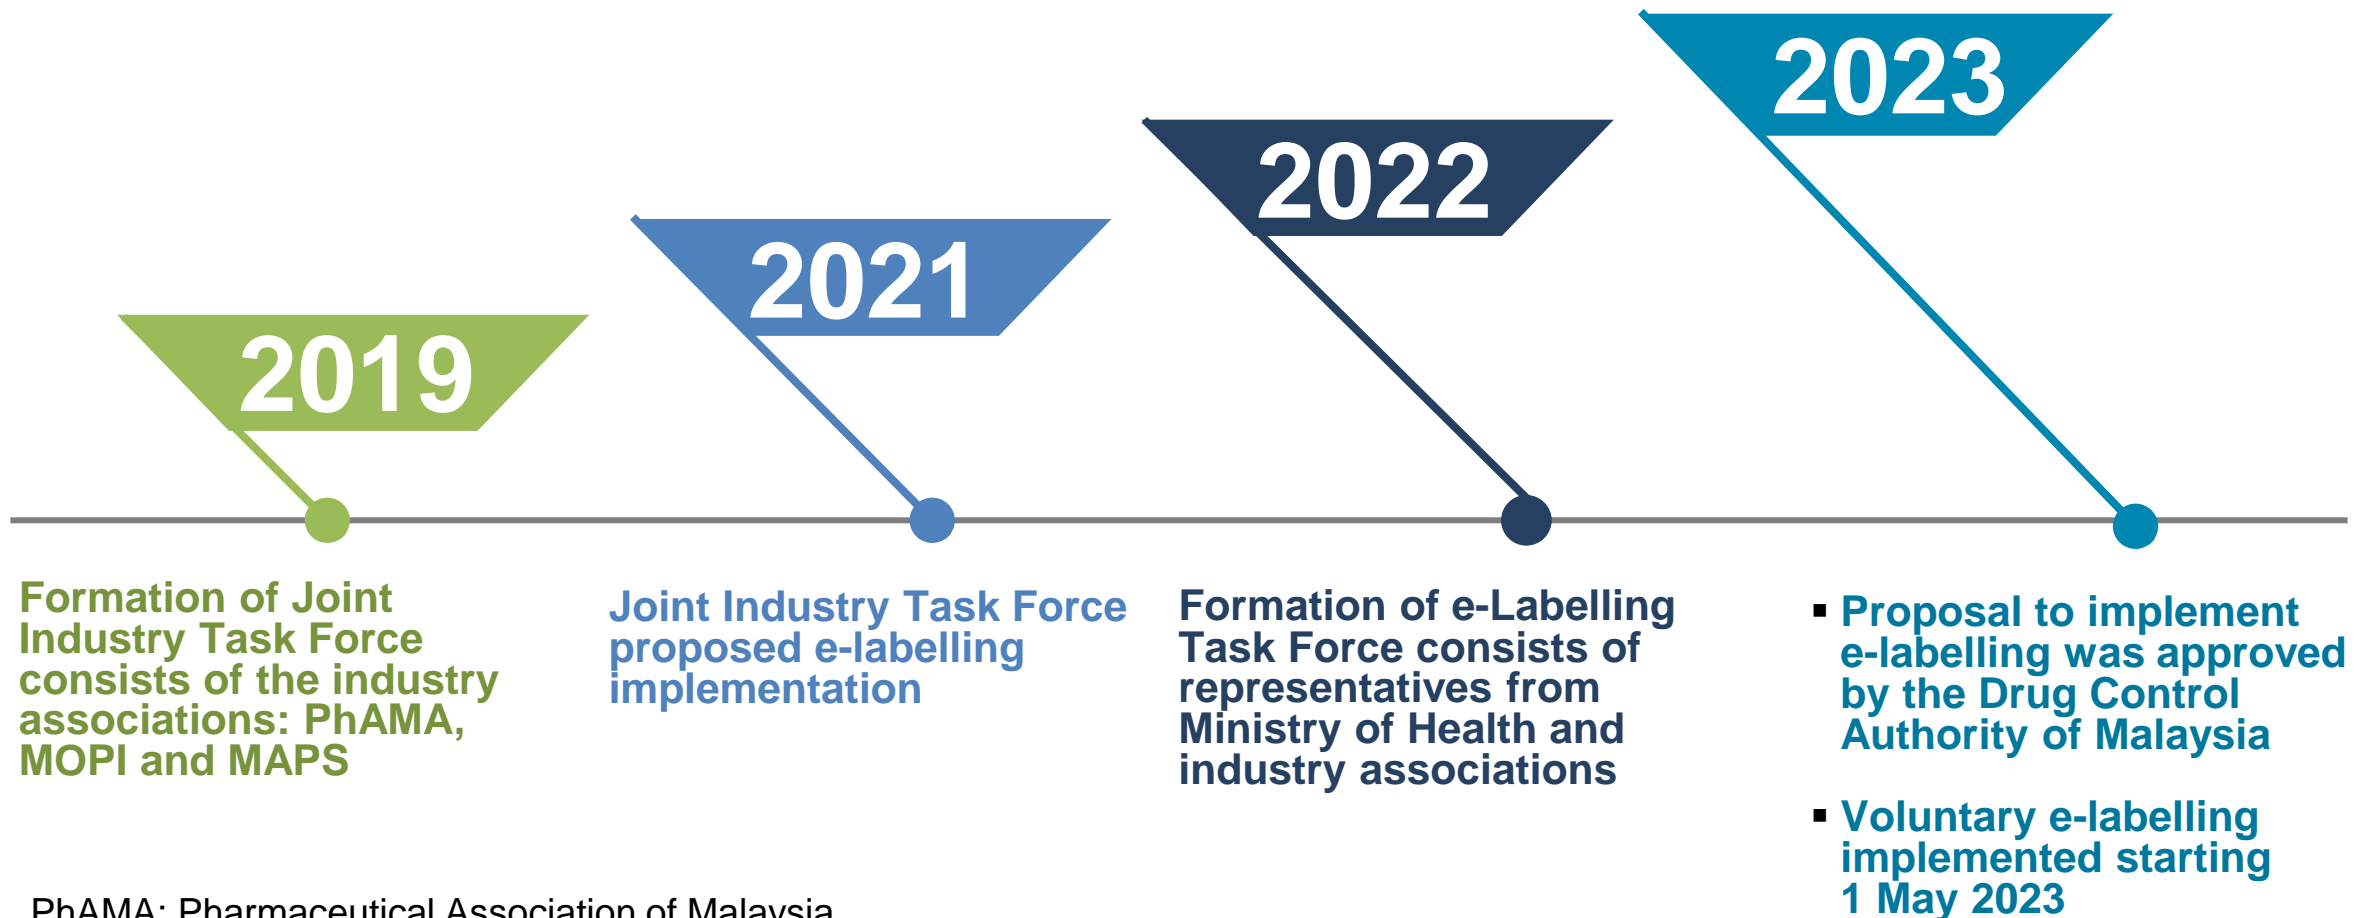 2019
2021
2022
2023
Formation of Joint
Industry Task Force
consists of the industry
associations: PhAMA,
MOPI and MAPS
Joint Industry Task Force
proposed e-labelling
implementation
Formation of e-Labelling
Task Force consists of
representatives from
Ministry of Health and
industry associations
▪ Proposal to implement
e-labelling was approved
by the Drug Control
Authority of Malaysia
▪ Voluntary e-labelling
implemented starting
1 May 2023
PhAMA: Pharmaceutical Association of Malaysia